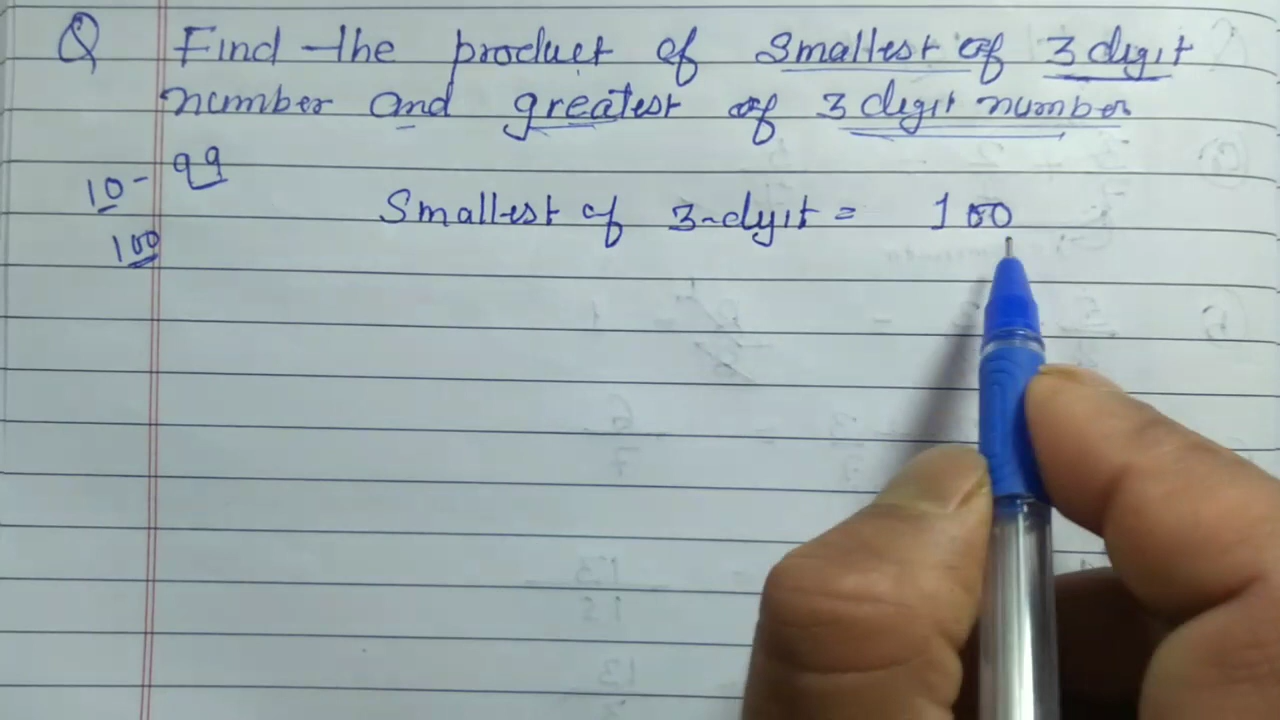 Q Find the product of smallest of 3 digit
number and greatest of 3 digit number
10 - 99
Smallest of 3-digit = 100
100